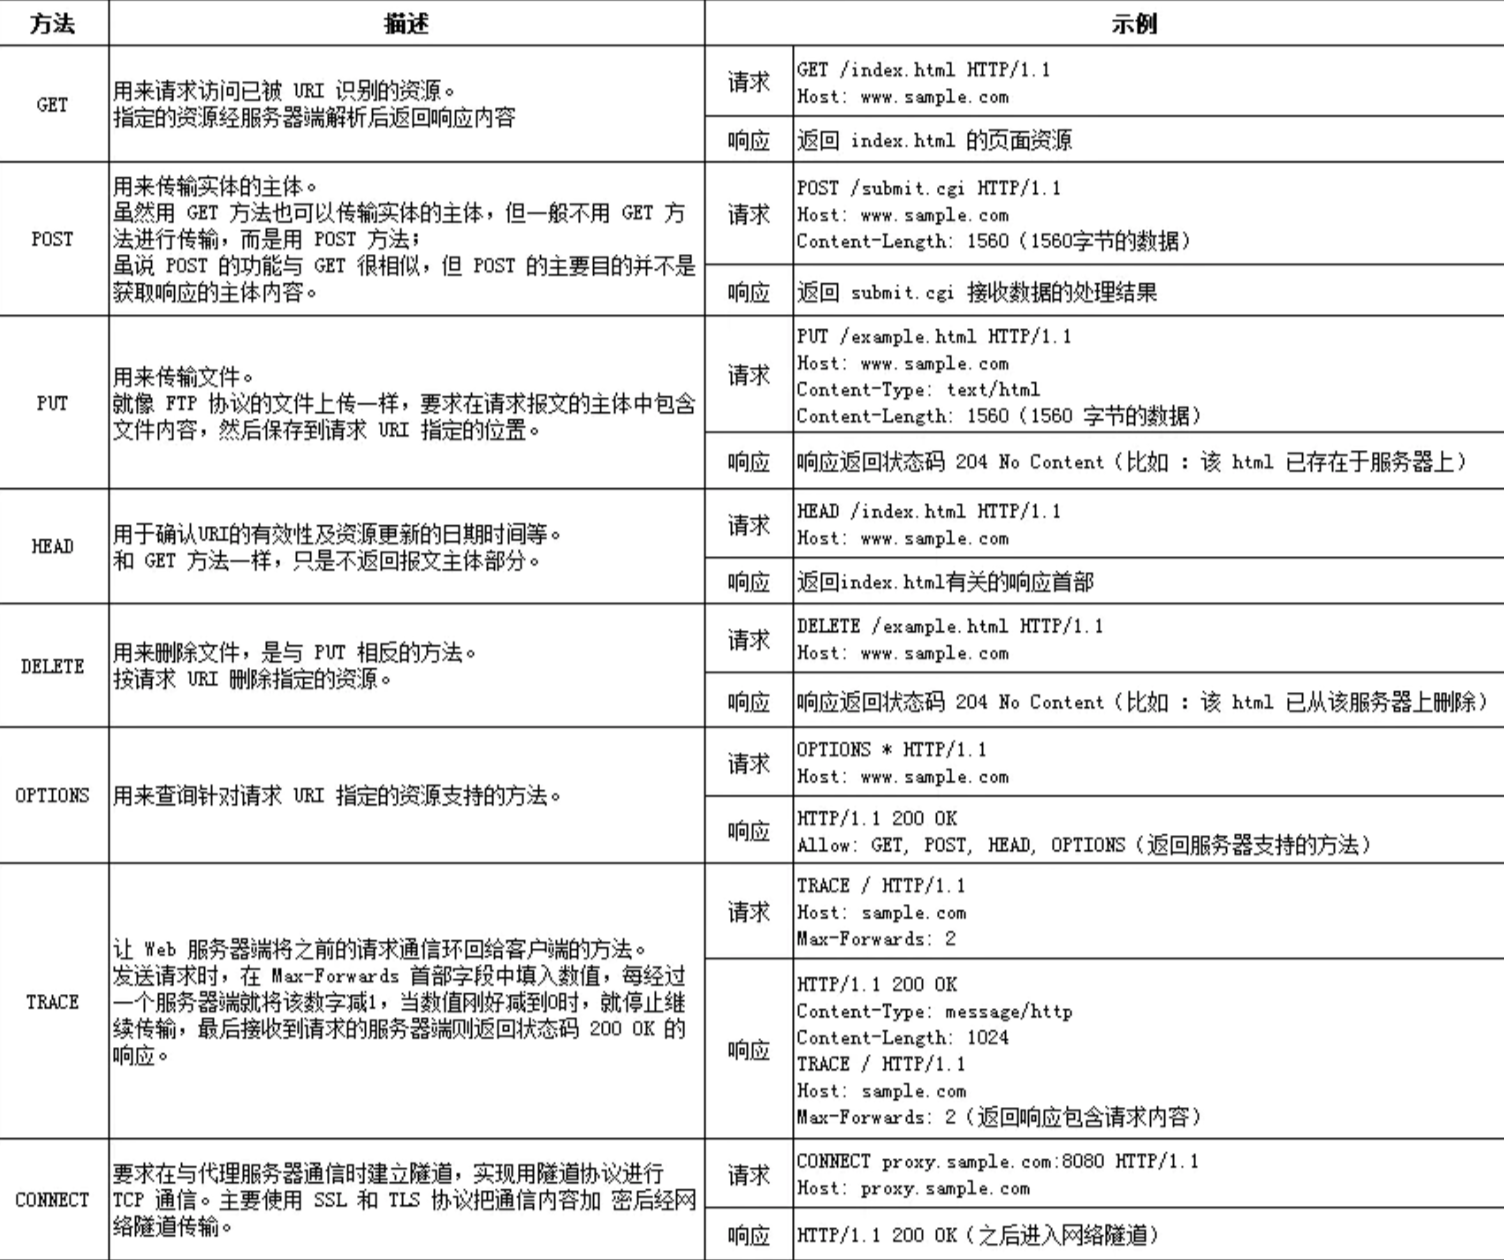 方法 描述 示例
GET
用来请求访问已被 URI 识别的资源。
指定的资源经服务器端解析后返回响应内容
请求
GET /index.html HTTP/1.1
Host: www.sample.com
响应
返回 index.html 的页面资源
POST
用来传输实体的主体。
虽然用 GET 方法也可以传输实体的主体，但一般不用 GET 方
法进行传输，而是用 POST 方法；
虽说 POST 的功能与 GET 很相似，但 POST 的主要目的并不是
获取响应的主体内容。
请求
POST /submit.cgi HTTP/1.1
Host: www.sample.com
Content-Length: 1560（1560字节的数据）
响应
返回 submit.cgi 接收数据的处理结果
PUT
用来传输文件。
就像 FTP 协议的文件上传一样，要求在请求报文的主体中包含
文件内容，然后保存到请求 URI 指定的位置。
请求
PUT /example.html HTTP/1.1
Host: www.sample.com
Content-Type: text/html
Content-Length: 1560（1560 字节的数据）
响应
响应返回状态码 204 No Content（比如 ：该 html 已存在于服务器上）
HEAD
用于确认URI的有效性及资源更新的日期时间等。
和 GET 方法一样，只是不返回报文主体部分。
请求
HEAD /index.html HTTP/1.1
Host: www.sample.com
响应
返回index.html有关的响应首部
DELETE
用来删除文件，是与 PUT 相反的方法。
按请求 URI 删除指定的资源。
请求
DELETE /example.html HTTP/1.1
Host: www.sample.com
响应
响应返回状态码 204 No Content（比如 ：该 html 已从该服务器上删除）
OPTIONS
用来查询针对请求 URI 指定的资源支持的方法。
请求
OPTIONS * HTTP/1.1
Host: www.sample.com
响应
HTTP/1.1 200 OK
Allow: GET, POST, HEAD, OPTIONS（返回服务器支持的方法）
TRACE
让 Web 服务器端将之前的请求通信环回给客户端的方法。
发送请求时，在 Max-Forwards 首部字段中填入数值，每经过
一个服务器端就将该数字减1，当数值刚好减到0时，就停止继
续传输，最后接收到请求的服务器端则返回状态码 200 OK 的
响应。
请求
TRACE / HTTP/1.1
Host: sample.com
Max-Forwards: 2
响应
HTTP/1.1 200 OK
Content-Type: message/http
Content-Length: 1024
TRACE / HTTP/1.1
Host: sample.com
Max-Forwards: 2（返回响应包含请求内容）
CONNECT
要求在与代理服务器通信时建立隧道，实现用隧道协议进行
TCP 通信。主要使用 SSL 和 TLS 协议把通信内容加 密后经网
络隧道传输。
请求
CONNECT proxy.sample.com:8080 HTTP/1.1
Host: proxy.sample.com
响应
HTTP/1.1 200 OK（之后进入网络隧道）